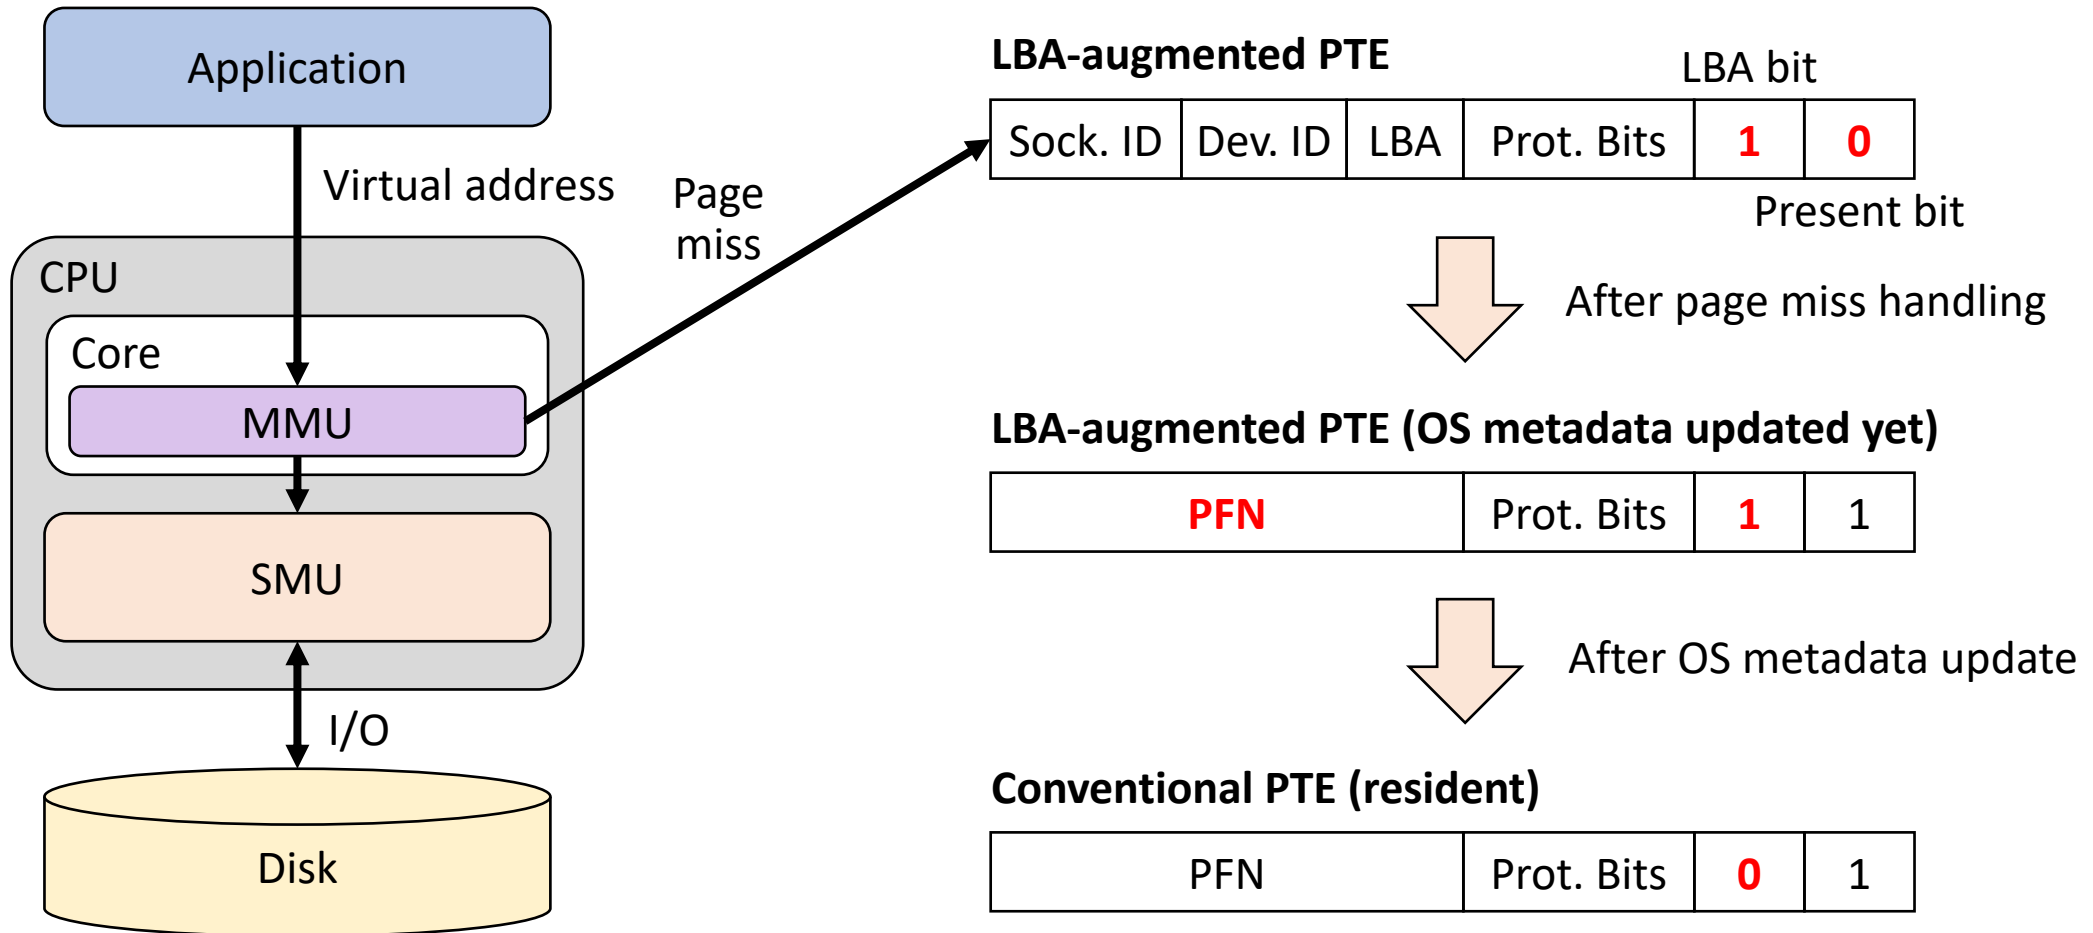 Application
Virtual address
CPU
Core
MMU
SMU
I/O
Disk
Page
miss
LBA-augmented PTE
LBA bit
Sock. ID Dev. ID LBA Prot. Bits 1 0
Present bit
After page miss handling
LBA-augmented PTE (OS metadata updated yet)
PFN Prot. Bits 1 1
After OS metadata update
Conventional PTE (resident)
PFN Prot. Bits 0 1